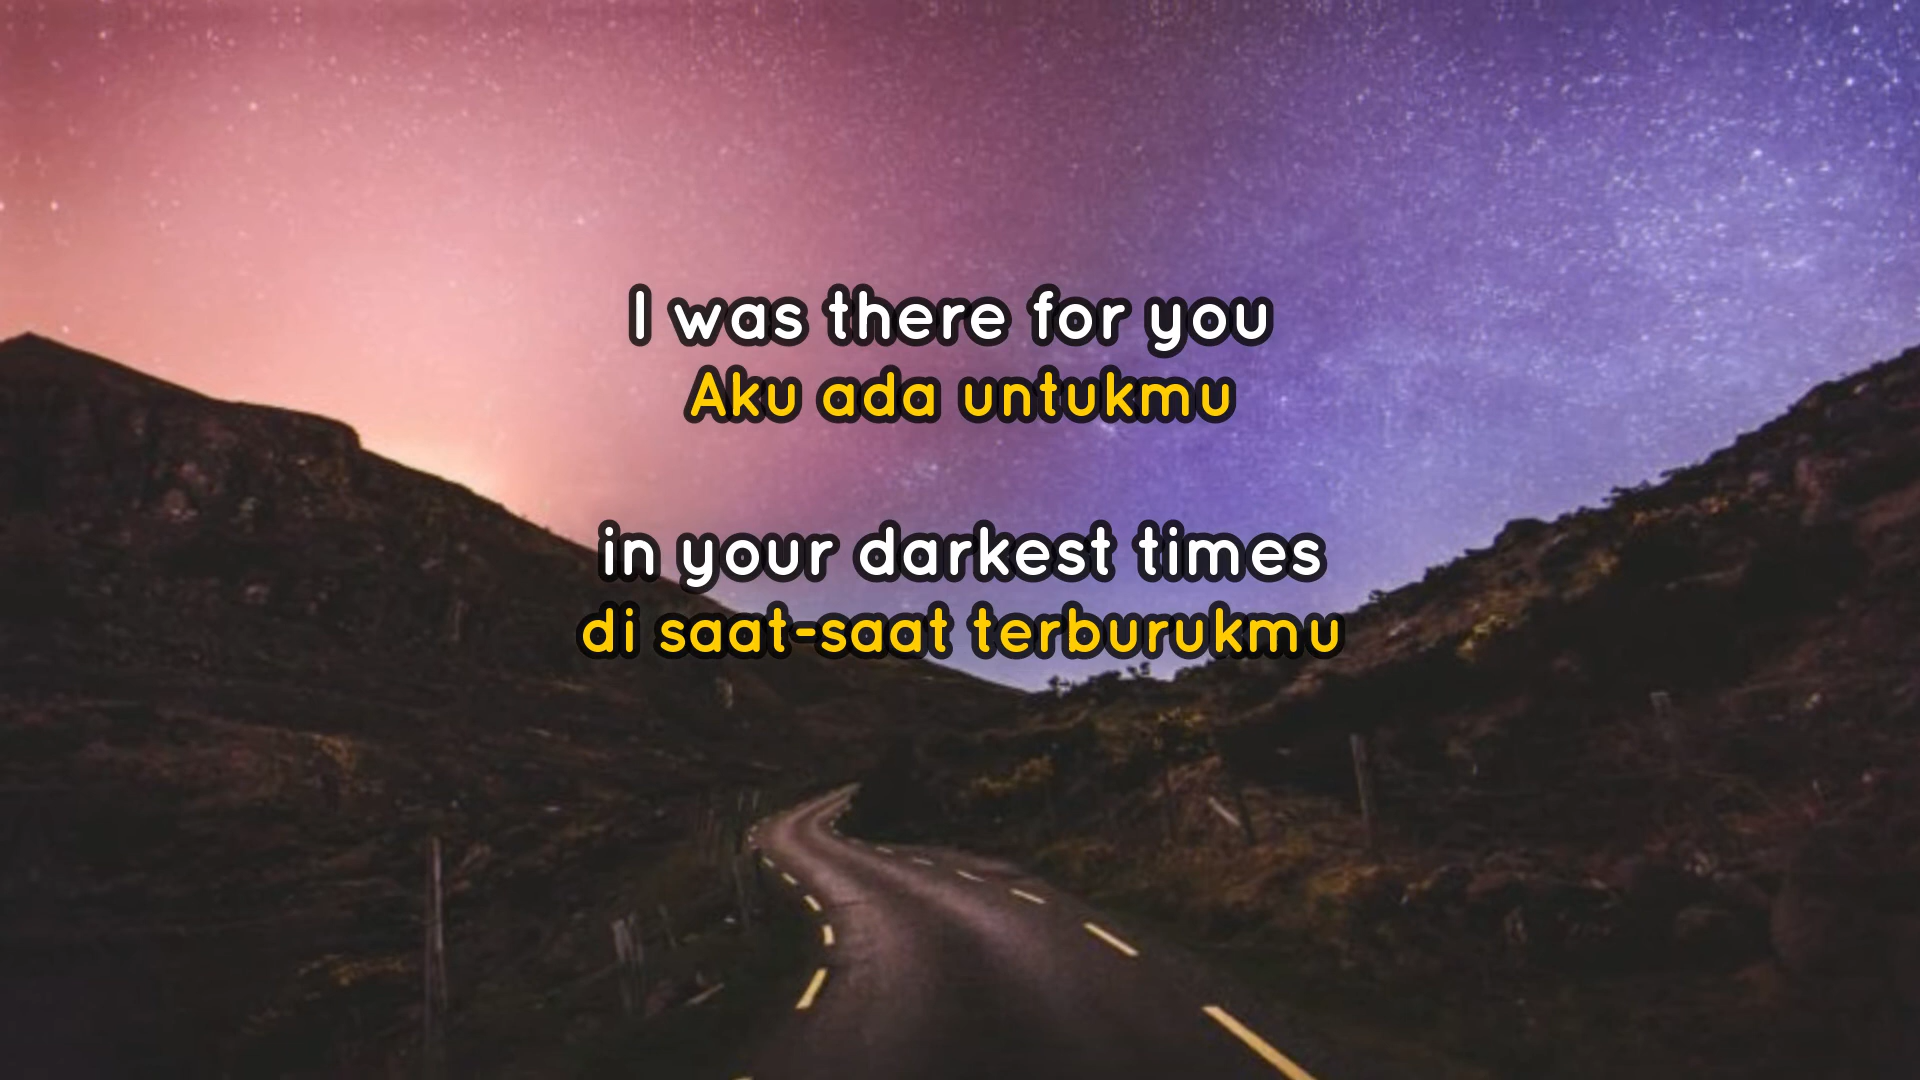 I was there for you
Aku ada untukmu
in your darkest times
di saat-saat terburukmu